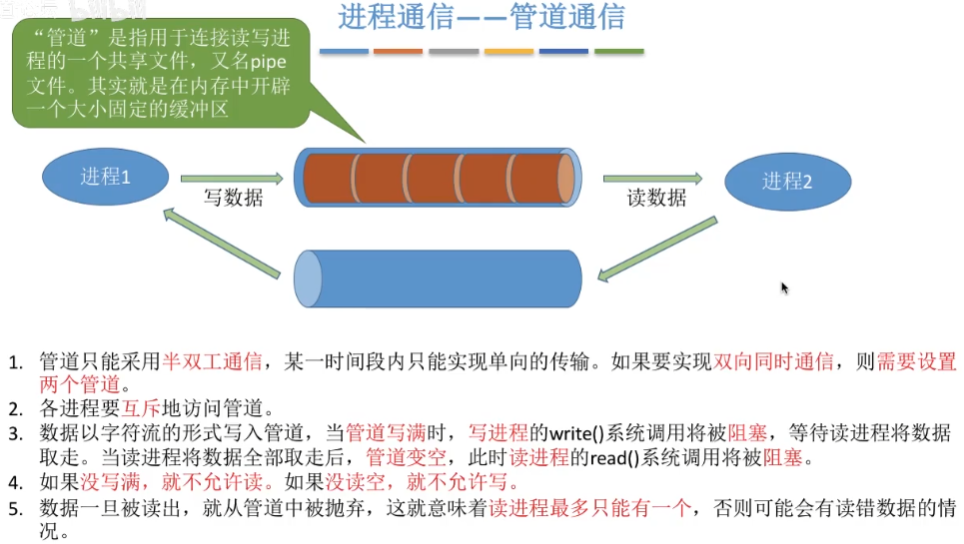 进程通信——管道通信
“管道”是指用于连接读写进
程的一个共享文件，又名pipe
文件。其实就是在内存中开辟
一个大小固定的缓冲区
进程1
写数据
读数据
进程2
1. 管道只能采用半双工通信，某一时间段内只能实现单向的传输。如果要实现双向同时通信，则需要设置
两个管道。
2. 各进程要互斥地访问管道。
3. 数据以字符流的形式写入管道，当管道写满时，写进程的write()系统调用将被阻塞，等待读进程将数据
取走。当读进程将数据全部取走后，管道变空，此时读进程的read()系统调用将被阻塞。
4. 如果没写满，就不允许读。如果没读空，就不允许写。
5. 数据一旦被读出，就从管道中被抛弃，这就意味着读进程最多只能有一个，否则可能会有读错数据的情
况。